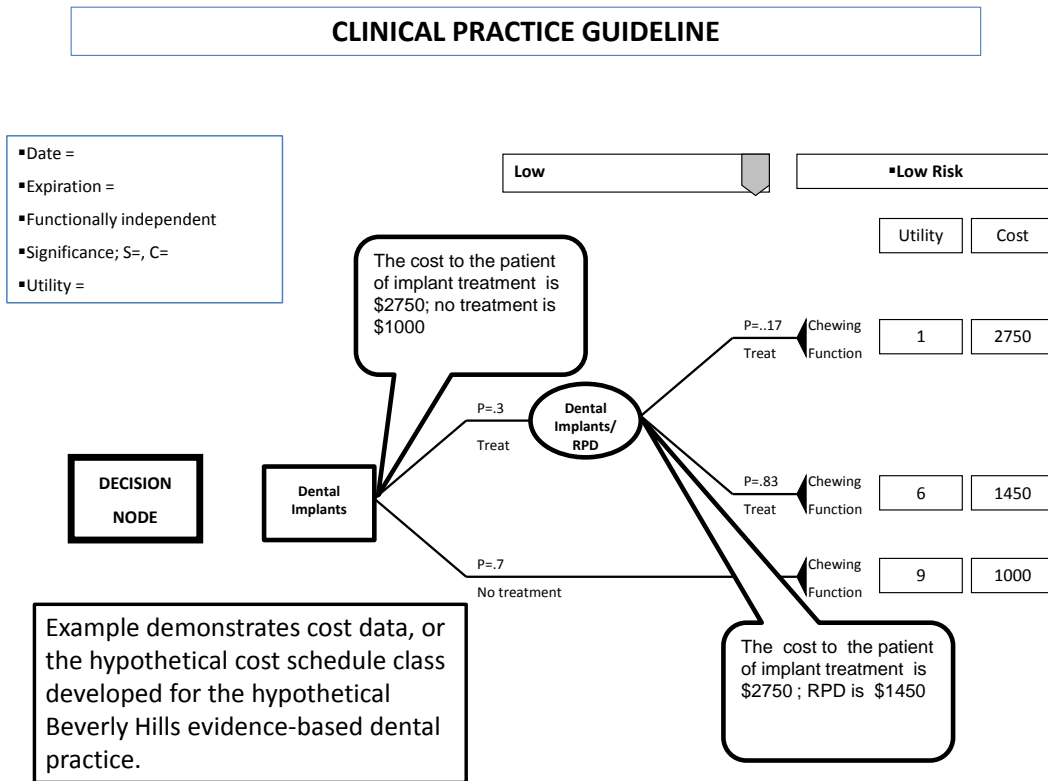 CLINICAL PRACTICE GUIDELINE
▪Date =
▪Expiration =
▪Functionally independent
▪Significance; S=, C=
▪Utility =
Low
▪Low Risk
Utility
Cost
The cost to the patient
of implant treatment is
$2750; no treatment is
$1000
P=..17
Treat
Chewing
Function
1
2750
P=.3
Treat
Dental
Implants/
RPD
DECISION
NODE
Dental
Implants
P=.83
Treat
Chewing
Function
6
1450
P=.7
No treatment
Chewing
Function
9
1000
Example demonstrates cost data, or
the hypothetical cost schedule class
developed for the hypothetical
Beverly Hills evidence-based dental
practice.
The cost to the patient
of implant treatment is
$2750 ; RPD is $1450